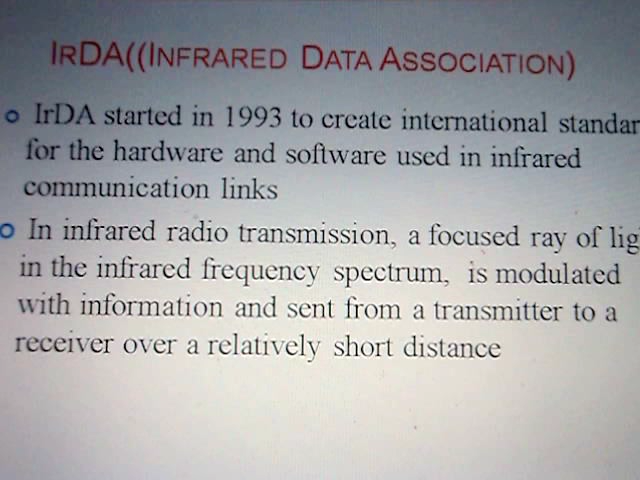 IRDA((INFRARED DATA ASSOCIATION)
IrDA started in 1993 to create international standar
for the hardware and software used in infrared
communication links
In infrared radio transmission, a focused ray of lig
in the infrared frequency spectrum, is modulated
with information and sent from a transmitter to a
receiver over a relatively short distance